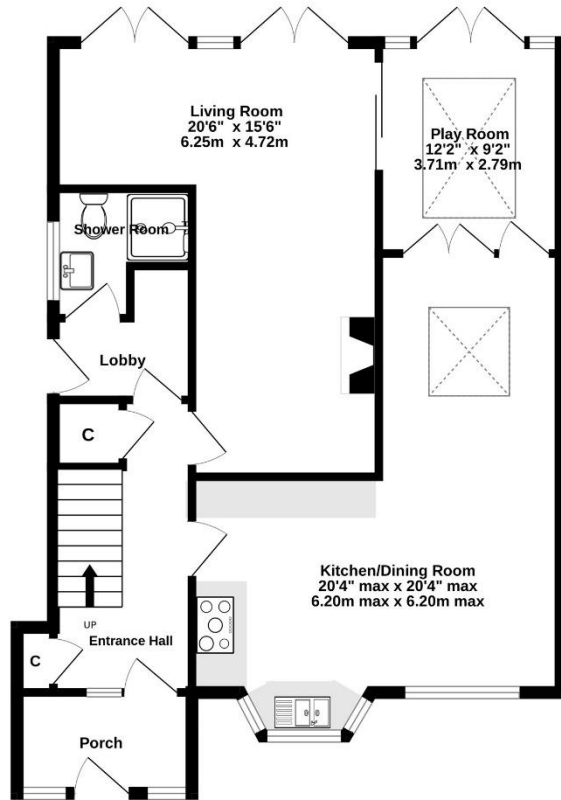 Living Room
20'6" x 15'6"
6.25m x 4.72m
Play Room
12'2" x 9'2"
3.71m x 2.79m
Shower Room
Lobby
C
Kitchen/Dining Room
20'4" max x 20'4" max
6.20m max x 6.20m max
UP
Entrance Hall
C
Porch